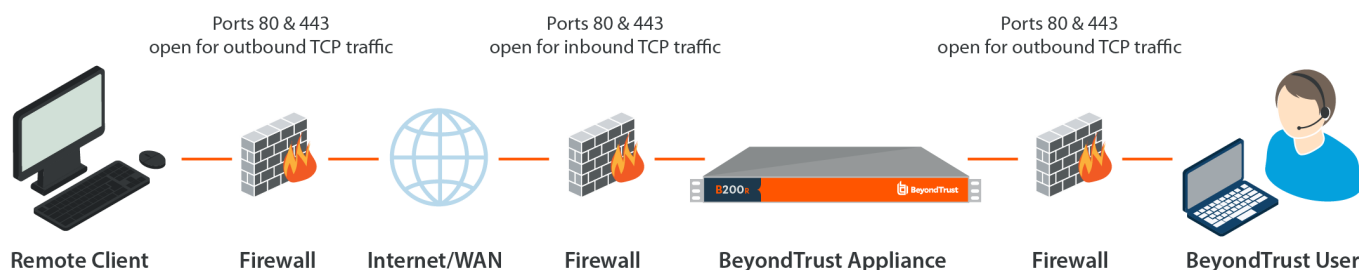 Ports 80 & 443
open for outbound TCP traffic
Ports 80 & 443
open for inbound TCP traffic
Ports 80 & 443
open for outbound TCP traffic
B200R
BeyondTrust
Remote Client
Firewall
Internet/WAN
Firewall
BeyondTrust Appliance
Firewall
BeyondTrust User